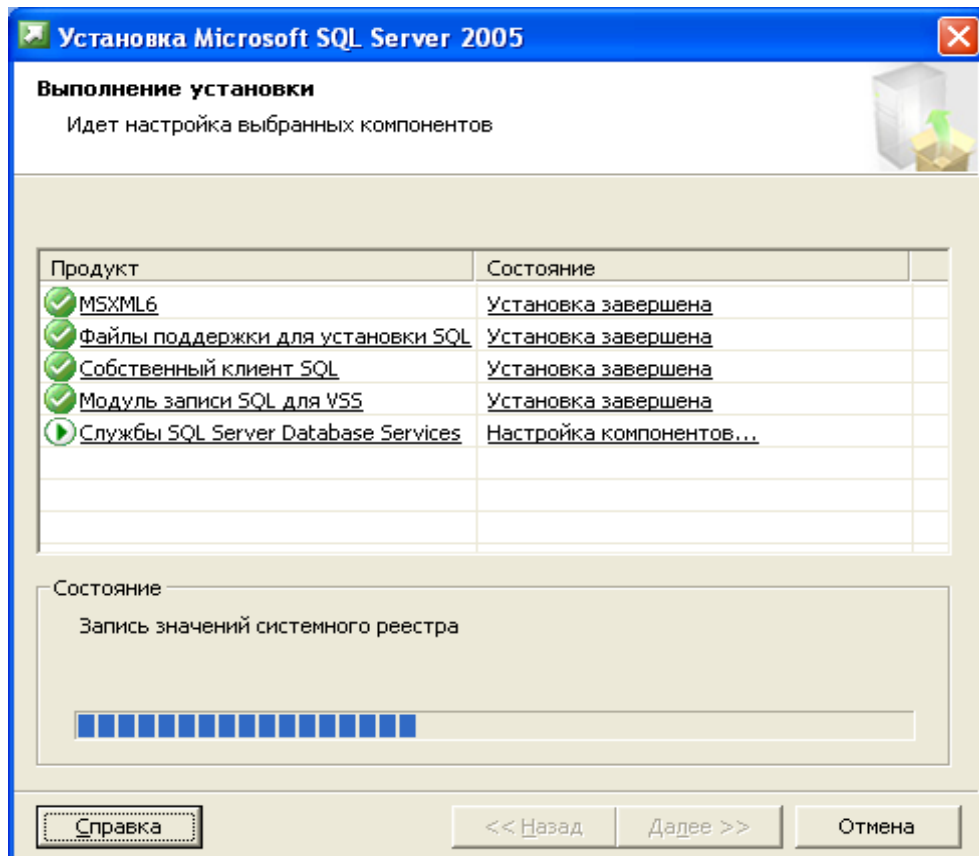 Установка Microsoft SQL Server 2005
Выполнение установки
Идет настройка выбранных компонентов
Продукт Состояние
MSXML6 Установка завершена
Файлы поддержки для установки SQL Установка завершена
Собственный клиент SQL Установка завершена
Модуль записи SQL для VSS Установка завершена
Службы SQL Server Database Services Настройка компонентов...
Состояние
Запись значений системного реестра
Справка << Назад Далее >> Отмена